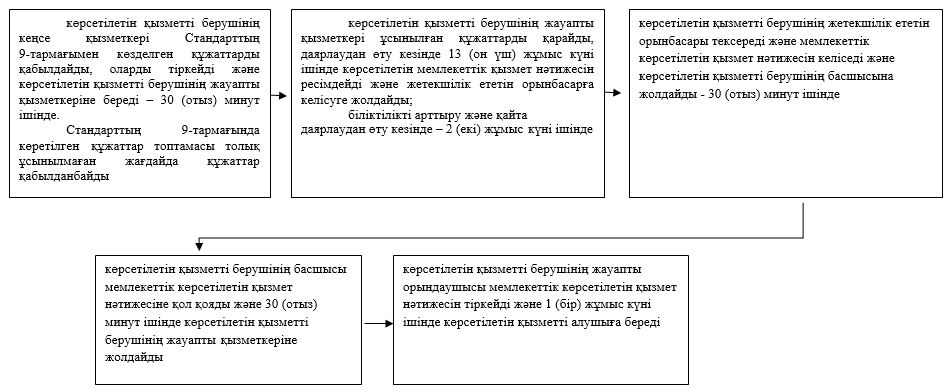 көрсетілетін қызметті берушінің
кеңсе қызметкері Стандарттың
9-тармағымен көзделген құжаттарды
қабылдайды, оларды тіркейді және
көрсетілетін қызметті берушінің жауапты
қызметкеріне береді – 30 (отыз) минут
ішінде.
Стандарттың 9-тармағында
көретілген құжаттар топтамасы толық
ұсынылмаған жағдайда құжаттар
қабылданбайды
көрсетілетін қызметті берушінің жауапты
қызметкері ұсынылған құжаттарды қарайды,
даярлаудан өту кезінде 13 (он үш) жұмыс күні
ішінде көрсетілетін мемлекеттік қызмет нәтижесін
ресімдейді және жетекшілік ететін орынбасарға
келісуге жолдайды;
біліктілікті арттыру және қайта
даярлаудан өту кезінде – 2 (екі) жұмыс күні ішінде
көрсетілетін қызметті берушінің жетекшілік ететін
орынбасары тексереді және мемлекеттік
көрсетілетін қызмет нәтижесін келіседі және
көрсетілетін қызметті берушінің басшысына
жолдайды - 30 (отыз) минут ішінде
көрсетілетін қызметті берушінің басшысы
мемлекеттік көрсетілетін қызмет
нәтижесіне қол қояды және 30 (отыз)
минут ішінде көрсетілетін қызметті
берушінің жауапты қызметкеріне
жолдайды
көрсетілетін қызметті берушінің жауапты
орындаушысы мемлекеттік көрсетілетін қызмет
нәтижесін тіркейді және 1 (бір) жұмыс күні
ішінде көрсетілетін қызметті алушыға береді